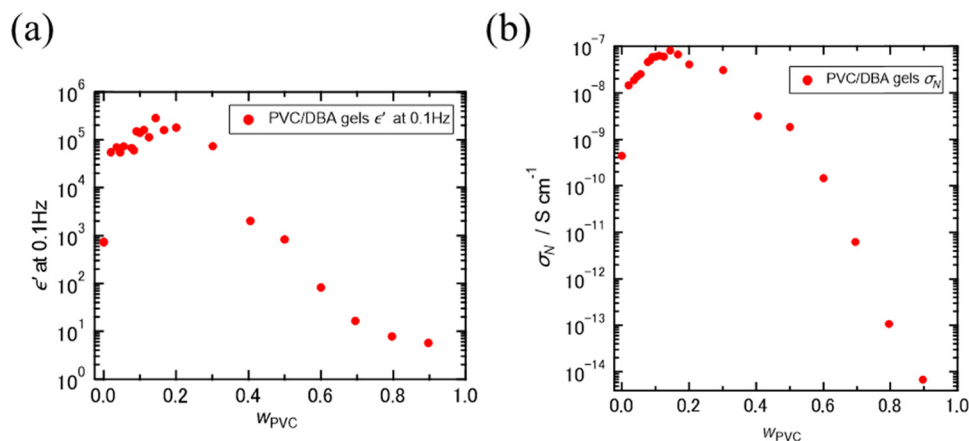 (a)
10^6
10^5
10^4
10^3
10^2
10^1
10^0
ϵ′ at 0.1Hz
PVC/DBA gels ϵ′ at 0.1Hz
0.0 0.2 0.4 0.6 0.8 1.0
w_PVC
(b)
10^-7
10^-8
10^-9
10^-10
10^-11
10^-12
10^-13
10^-14
σ_N / S cm^-1
PVC/DBA gels σ_N
0.0 0.2 0.4 0.6 0.8 1.0
w_PVC